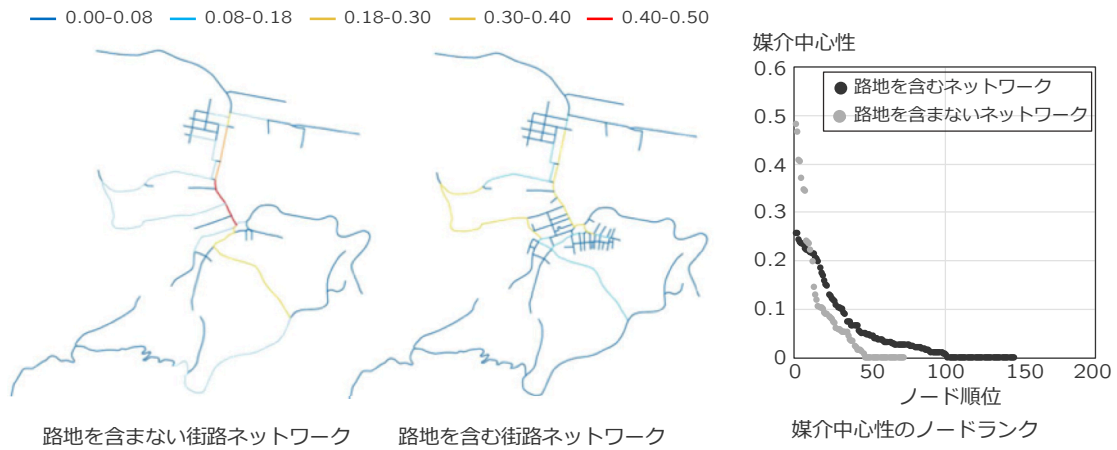 0.00-0.08 0.08-0.18 0.18-0.30 0.30-0.40 0.40-0.50
路地を含まない街路ネットワーク
路地を含む街路ネットワーク
媒介中心性
0.6
0.5
0.4
0.3
0.2
0.1
0
路地を含むネットワーク
路地を含まないネットワーク
0 50 100 150 200
ノード順位
媒介中心性のノードランク